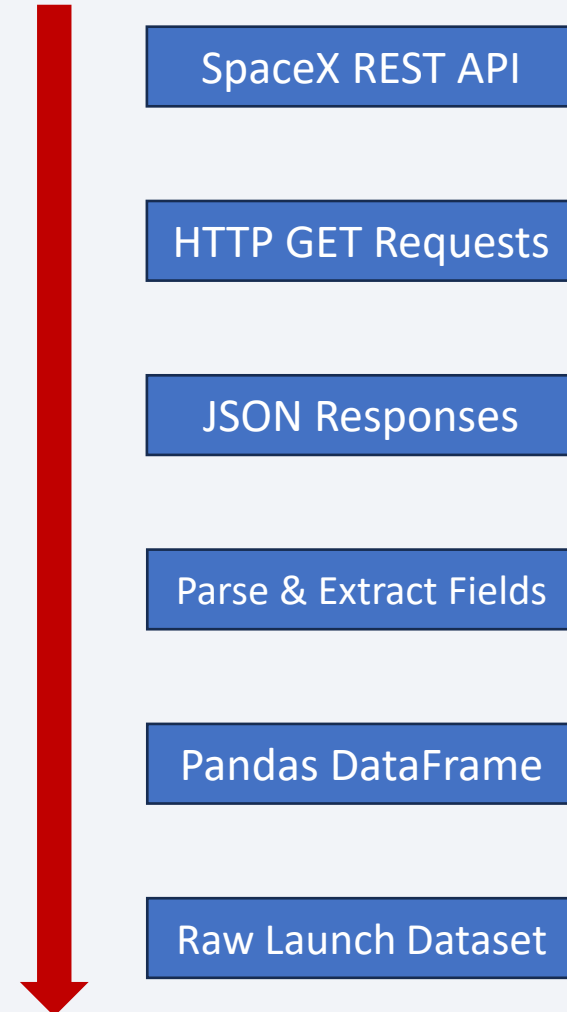 SpaceX REST API
HTTP GET Requests
JSON Responses
Parse & Extract Fields
Pandas DataFrame
Raw Launch Dataset